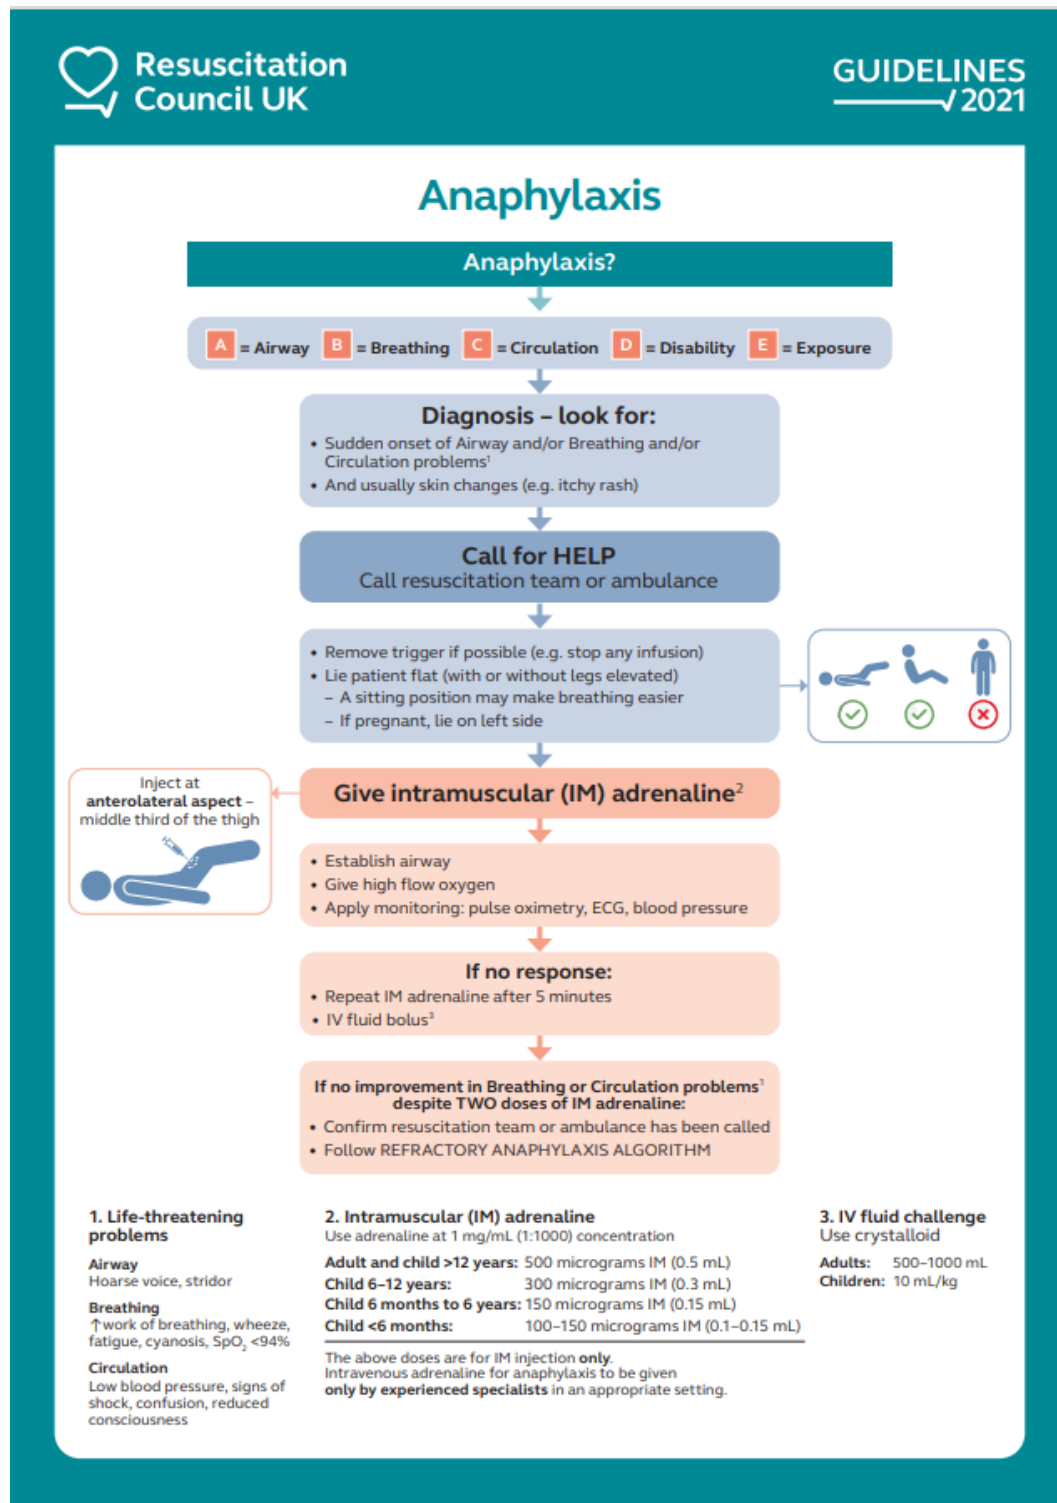 Resuscitation
Council UK
GUIDELINES
2021
Anaphylaxis
Anaphylaxis?
A = Airway B = Breathing C = Circulation D = Disability E = Exposure
Diagnosis – look for:
• Sudden onset of Airway and/or Breathing and/or
Circulation problems¹
• And usually skin changes (e.g. itchy rash)
Call for HELP
Call resuscitation team or ambulance
• Remove trigger if possible (e.g. stop any infusion)
• Lie patient flat (with or without legs elevated)
– A sitting position may make breathing easier
– If pregnant, lie on left side
Give intramuscular (IM) adrenaline²
Inject at
anterolateral aspect –
middle third of the thigh
• Establish airway
• Give high flow oxygen
• Apply monitoring: pulse oximetry, ECG, blood pressure
If no response:
• Repeat IM adrenaline after 5 minutes
• IV fluid bolus³
If no improvement in Breathing or Circulation problems¹
despite TWO doses of IM adrenaline:
• Confirm resuscitation team or ambulance has been called
• Follow REFRACTORY ANAPHYLAXIS ALGORITHM
1. Life-threatening
problems
Airway
Hoarse voice, stridor
Breathing
↑work of breathing, wheeze,
fatigue, cyanosis, SpO₂ <94%
Circulation
Low blood pressure, signs of
shock, confusion, reduced
consciousness
2. Intramuscular (IM) adrenaline
Use adrenaline at 1 mg/mL (1:1000) concentration
Adult and child >12 years: 500 micrograms IM (0.5 mL)
Child 6–12 years: 300 micrograms IM (0.3 mL)
Child 6 months to 6 years: 150 micrograms IM (0.15 mL)
Child <6 months: 100–150 micrograms IM (0.1–0.15 mL)
The above doses are for IM injection only.
Intravenous adrenaline for anaphylaxis to be given
only by experienced specialists in an appropriate setting.
3. IV fluid challenge
Use crystalloid
Adults: 500–1000 mL
Children: 10 mL/kg